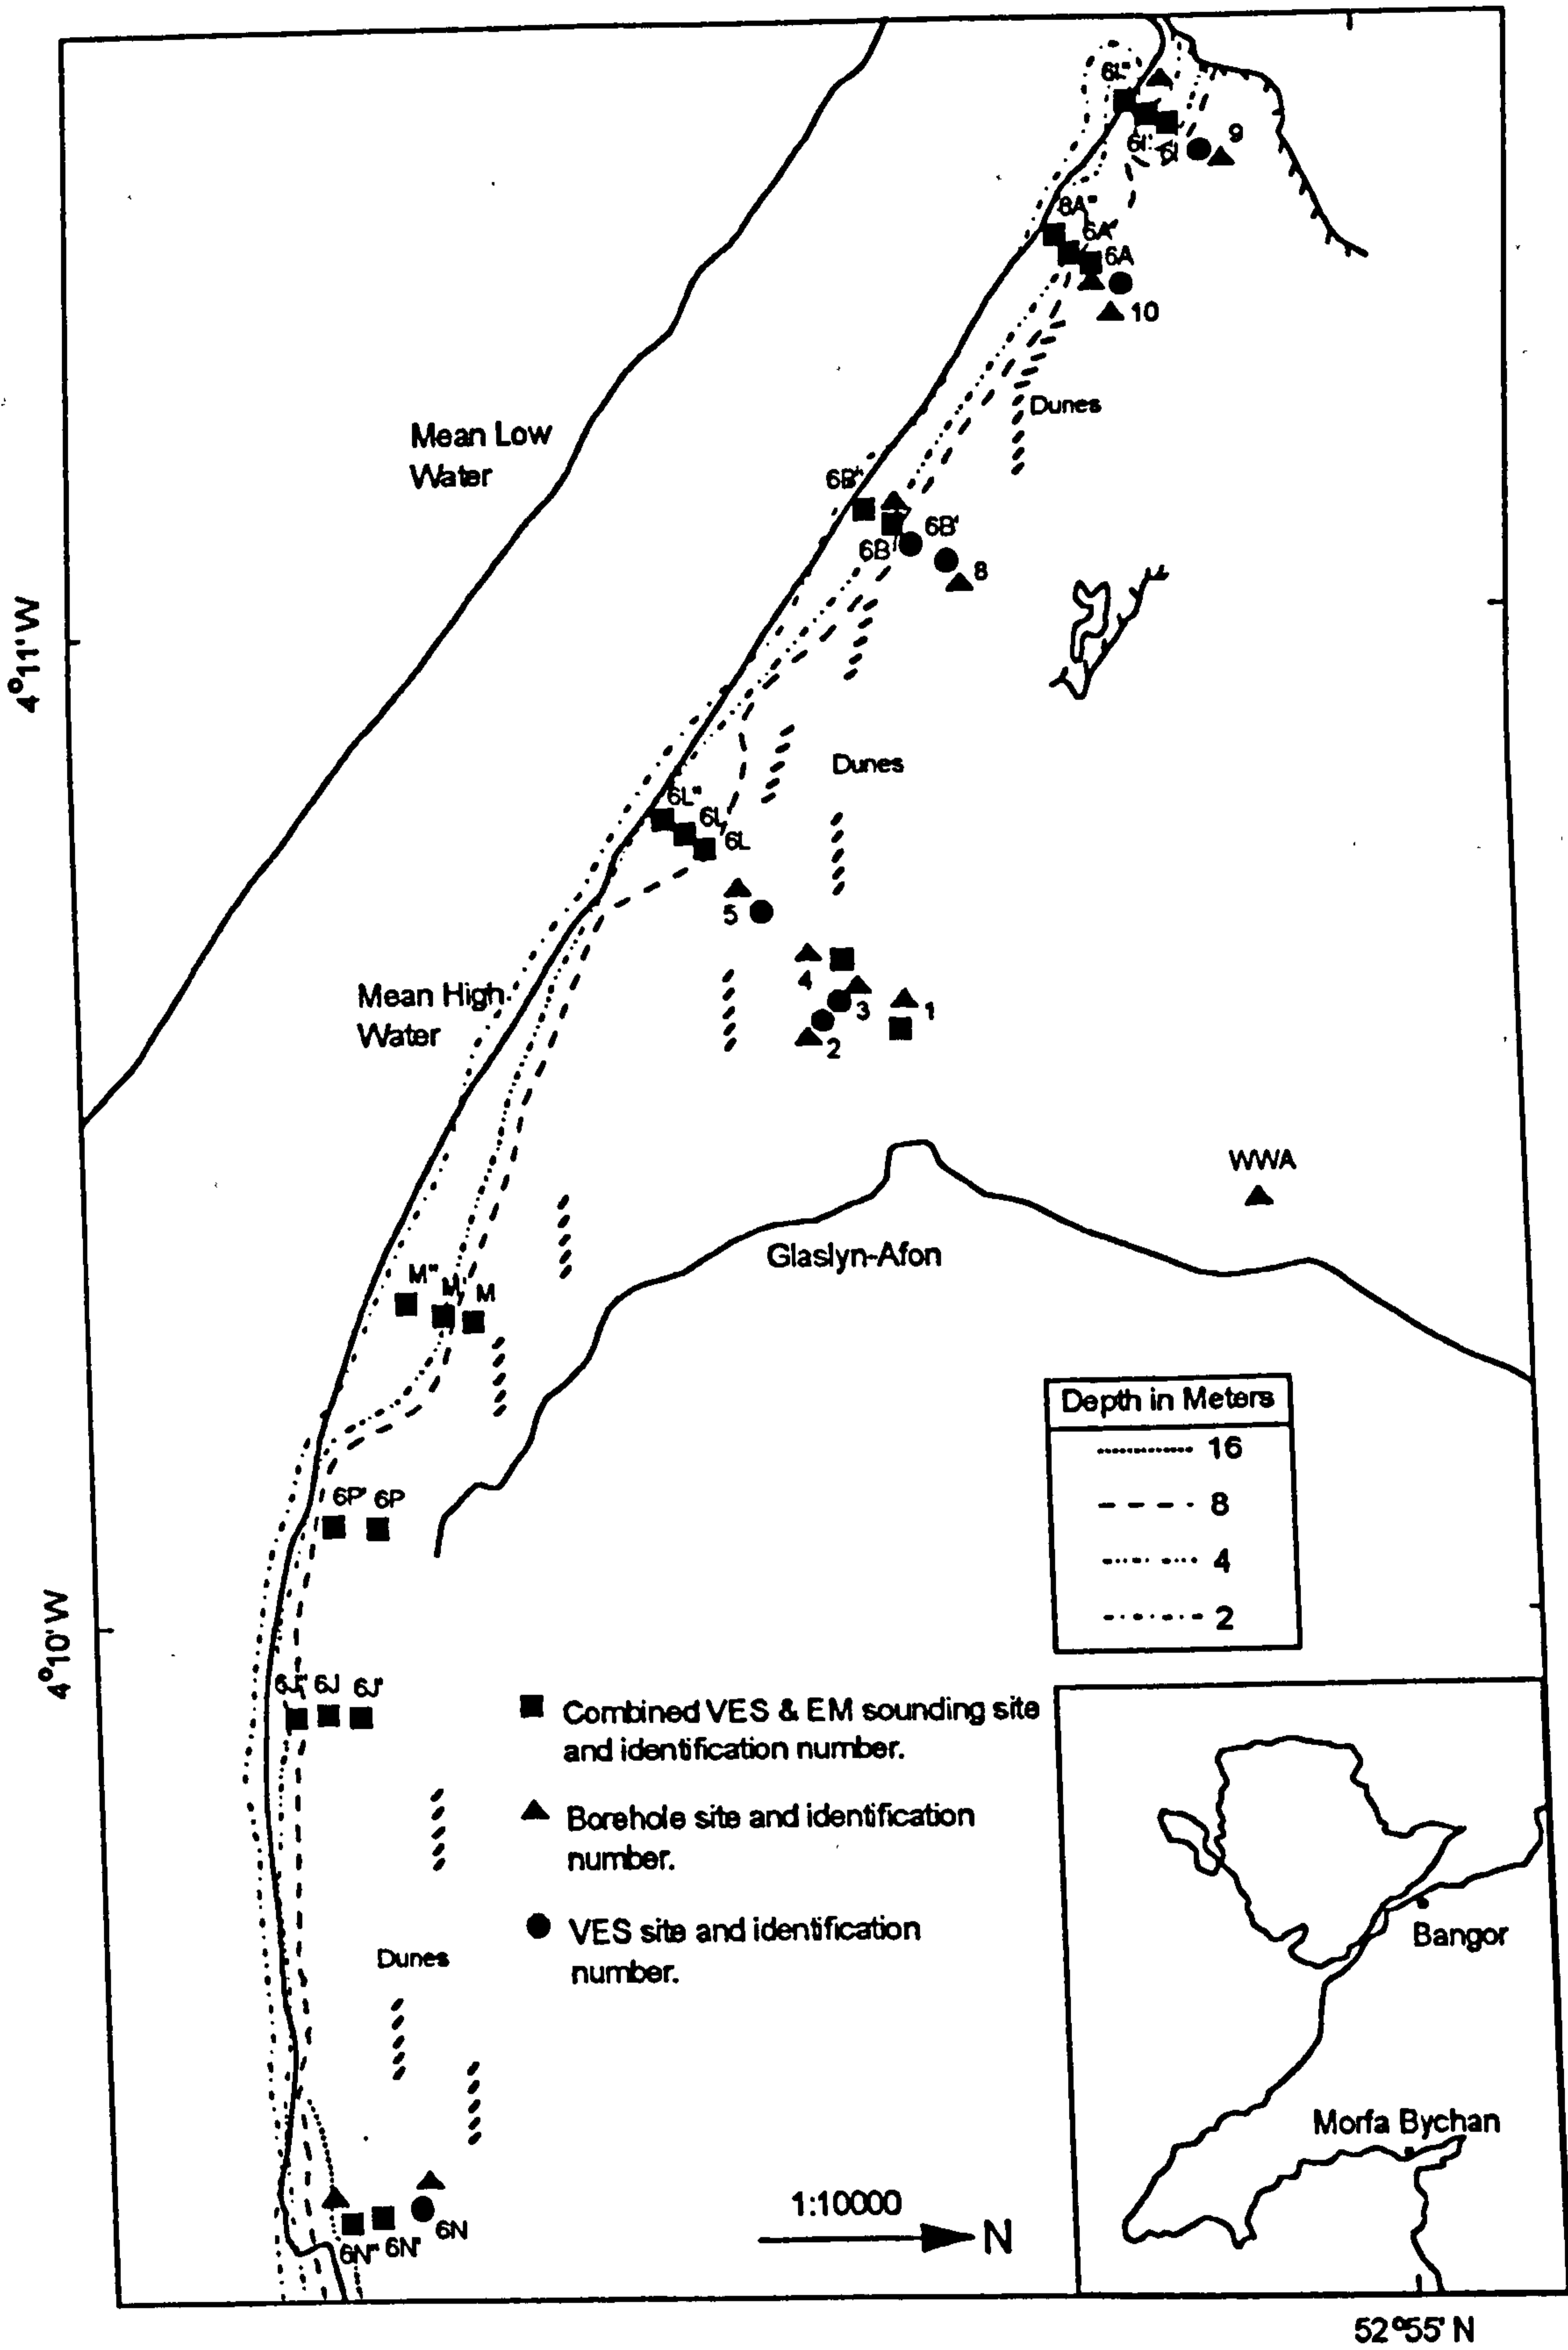 6I"
6I'
6I
9
6A"
6A'
6A
10
Dunes
Mean Low
Water
6B"
6B'
6B
8
4°11'W
Dunes
6L"
6L'
6L
5
4
3
1
2
Mean High
Water
WWA
Glaslyn-Afon
M"
M'
M
Depth in Meters
16
8
4
2
6P' 6P
4°10'W
6J" 6J 6J'
Combined VES & EM sounding site
and identification number.
Borehole site and identification
number.
VES site and identification
number.
Dunes
Bangor
Morfa Bychan
1:10000
N
6N
6N" 6N'
52°55' N